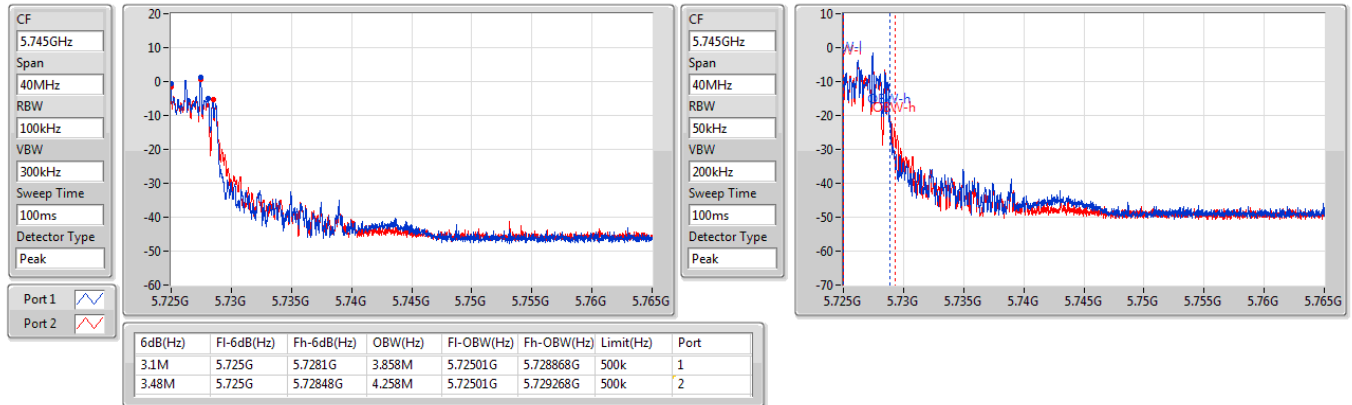 CF
5.745GHz
Span
40MHz
RBW
100kHz
VBW
300kHz
Sweep Time
100ms
Detector Type
Peak
Port 1
Port 2
20
10
0
-10
-20
-30
-40
-50
-60
5.725G 5.73G 5.735G 5.74G 5.745G 5.75G 5.755G 5.76G 5.765G
CF
5.745GHz
Span
40MHz
RBW
50kHz
VBW
200kHz
Sweep Time
100ms
Detector Type
Peak
10
0
-10
-20
-30
-40
-50
-60
-70
OBW-h
5.725G 5.73G 5.735G 5.74G 5.745G 5.75G 5.755G 5.76G 5.765G
6dB(Hz) Fl-6dB(Hz) Fh-6dB(Hz) OBW(Hz) Fl-OBW(Hz) Fh-OBW(Hz) Limit(Hz) Port
3.1M 5.725G 5.7281G 3.858M 5.72501G 5.728868G 500k 1
3.48M 5.725G 5.72848G 4.258M 5.72501G 5.729268G 500k 2